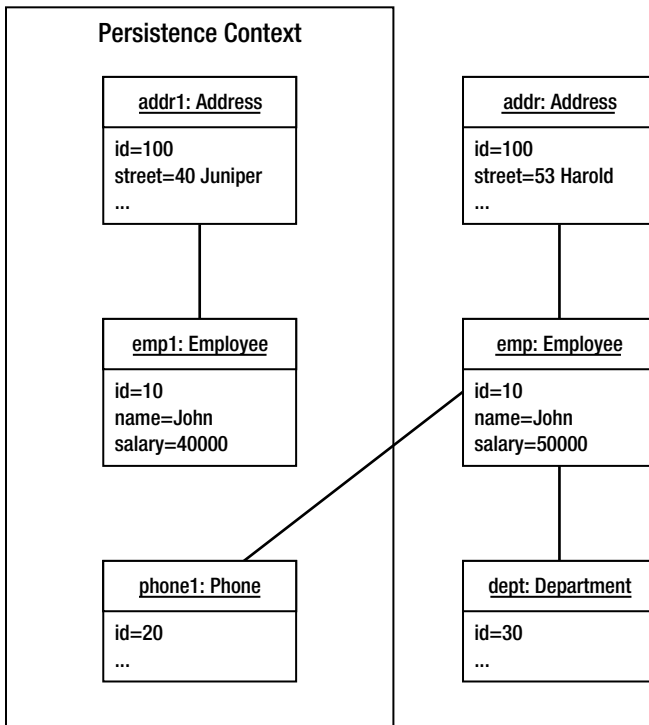 Persistence Context
addr1: Address
id=100
street=40 Juniper
...
emp1: Employee
id=10
name=John
salary=40000
phone1: Phone
id=20
...
addr: Address
id=100
street=53 Harold
...
emp: Employee
id=10
name=John
salary=50000
dept: Department
id=30
...